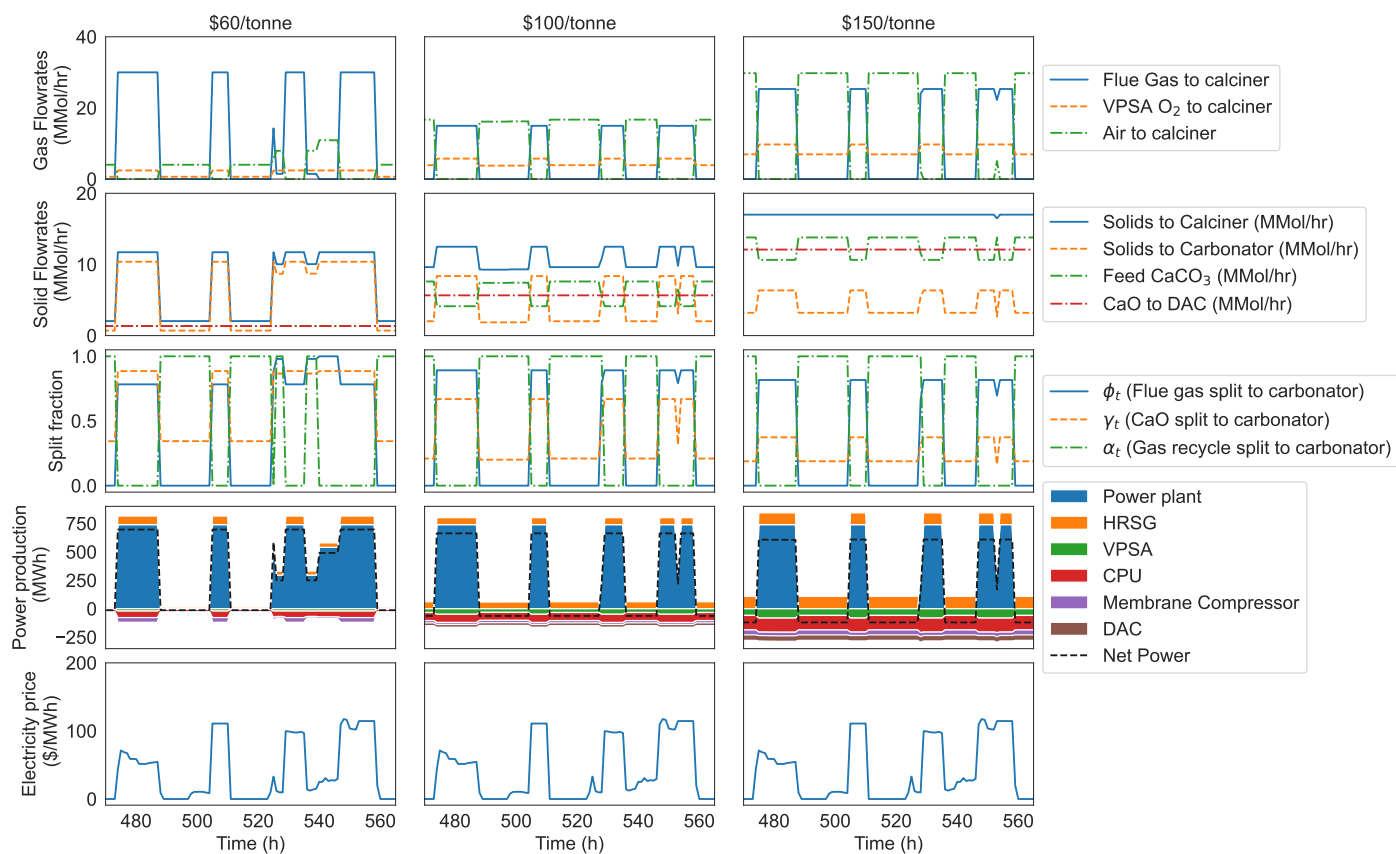 $60/tonne
$100/tonne
$150/tonne
Gas Flowrates
(MMol/hr)
40
20
0
Flue Gas to calciner
VPSA O₂ to calciner
Air to calciner
Solid Flowrates
(MMol/hr)
20
10
0
Solids to Calciner (MMol/hr)
Solids to Carbonator (MMol/hr)
Feed CaCO₃ (MMol/hr)
CaO to DAC (MMol/hr)
Split fraction
1.0
0.5
0.0
ϕₜ (Flue gas split to carbonator)
γₜ (CaO split to carbonator)
αₜ (Gas recycle split to carbonator)
Power production
(MWh)
750
500
250
0
−250
Power plant
HRSG
VPSA
CPU
Membrane Compressor
DAC
Net Power
Electricity price
($/MWh)
200
100
0
480 500 520 540 560
480 500 520 540 560
480 500 520 540 560
Time (h)
Time (h)
Time (h)